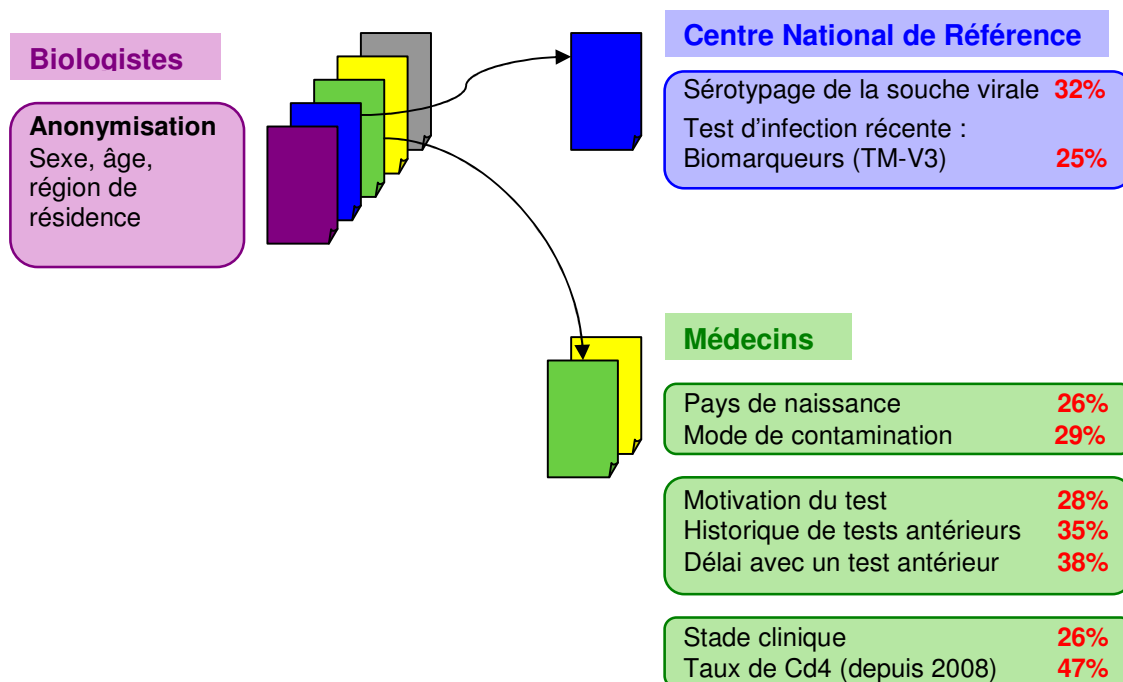 Biologistes
Anonymisation
Sexe, âge,
région de
résidence
Centre National de Référence
Sérotypage de la souche virale 32%
Test d'infection récente :
Biomarqueurs (TM-V3) 25%
Médecins
Pays de naissance 26%
Mode de contamination 29%
Motivation du test 28%
Historique de tests antérieurs 35%
Délai avec un test antérieur 38%
Stade clinique 26%
Taux de Cd4 (depuis 2008) 47%